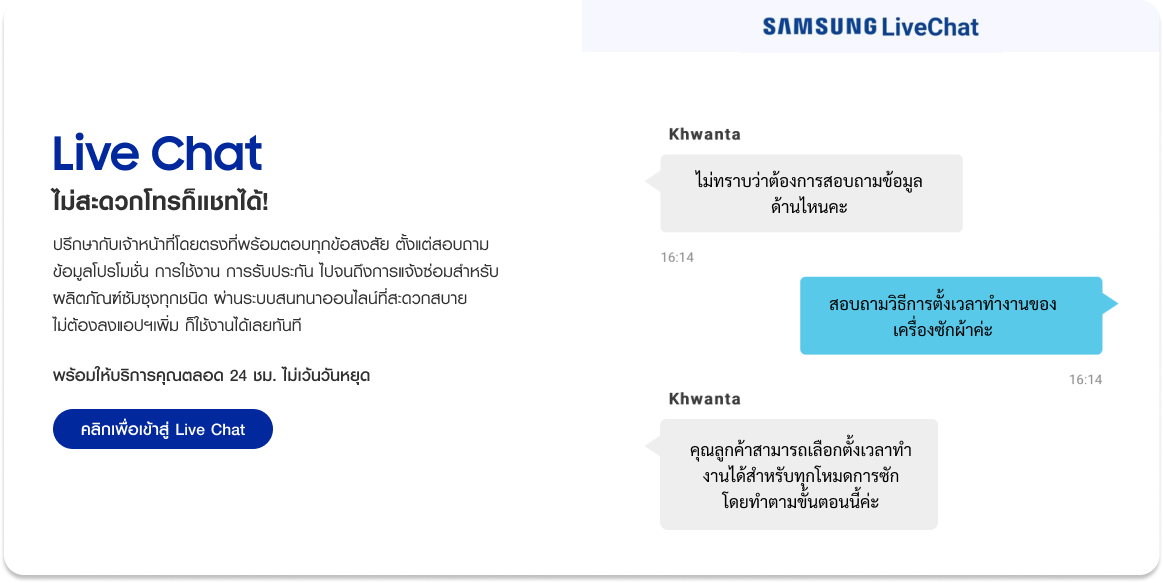 Live Chat
ไม่สะดวกโทรก็แชทได้!
ปรึกษากับเจ้าหน้าที่โดยตรงที่พร้อมตอบทุกข้อสงสัย ตั้งแต่สอบถาม
ข้อมูลโปรโมชั่น การใช้งาน การรับประกัน ไปจนถึงการแจ้งซ่อมสำหรับ
ผลิตภัณฑ์ซัมซุงทุกชนิด ผ่านระบบสนทนาออนไลน์ที่สะดวกสบาย
ไม่ต้องลงแอปฯเพิ่ม ก็ใช้งานได้เลยทันที
พร้อมให้บริการคุณตลอด 24 ชม. ไม่เว้นวันหยุด
คลิกเพื่อเข้าสู่ Live Chat
SAMSUNG LiveChat
Khwanta
ไม่ทราบว่าต้องการสอบถามข้อมูล
ด้านไหนคะ
16:14
สอบถามวิธีการตั้งเวลาทำงานของ
เครื่องซักผ้าค่ะ
16:14
Khwanta
คุณลูกค้าสามารถเลือกตั้งเวลาทำ
งานได้สำหรับทุกโหมดการซัก
โดยทำตามขั้นตอนนี้ค่ะ